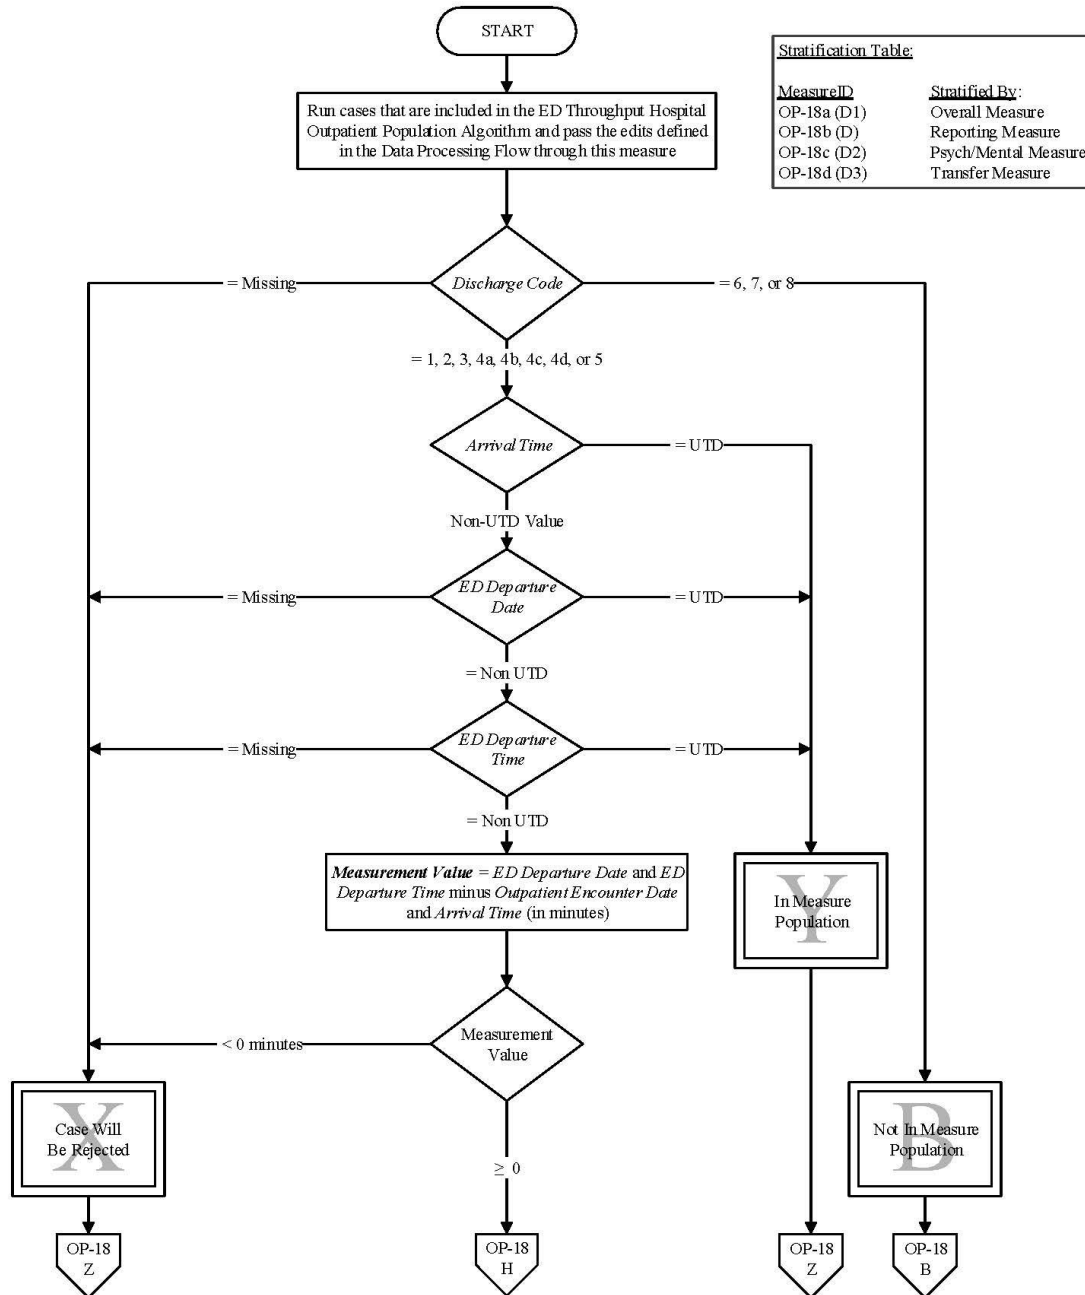 START
Stratification Table:
MeasureID Stratified By:
OP-18a (D1) Overall Measure
OP-18b (D) Reporting Measure
OP-18c (D2) Psych/Mental Measure
OP-18d (D3) Transfer Measure
Run cases that are included in the ED Throughput Hospital
Outpatient Population Algorithm and pass the edits defined
in the Data Processing Flow through this measure
= Missing
Discharge Code
= 6, 7, or 8
= 1, 2, 3, 4a, 4b, 4c, 4d, or 5
Arrival Time
= UTD
Non-UTD Value
= Missing
ED Departure
Date
= UTD
= Non UTD
= Missing
ED Departure
Time
= UTD
= Non UTD
Measurement Value = ED Departure Date and ED
Departure Time minus Outpatient Encounter Date
and Arrival Time (in minutes)
Y
In Measure
Population
< 0 minutes
Measurement
Value
X
Case Will
Be Rejected
≥ 0
B
Not In Measure
Population
OP-18
Z
OP-18
H
OP-18
Z
OP-18
B